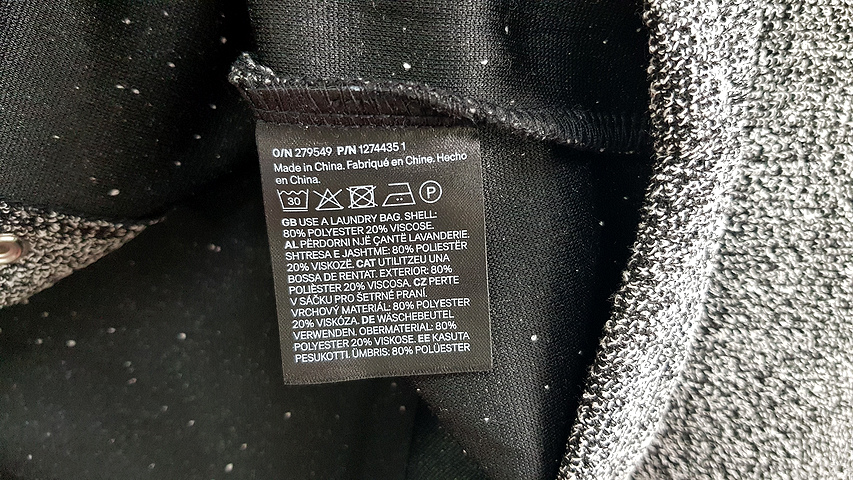 O/N 279549 P/N 1274435 1
Made in China. Fabriqué en Chine. Hecho
en China.
30 P
GB USE A LAUNDRY BAG. SHELL:
80% POLYESTER 20% VISCOSE.
AL PËRDORNI NJË ÇANTË LAVANDERIE.
SHTRESA E JASHTME: 80% POLIESTËR
20% VISKOZË. CAT UTILITZEU UNA
BOSSA DE RENTAT. EXTERIOR: 80%
POLIÈSTER 20% VISCOSA. CZ PERTE
V SÁČKU PRO ŠETRNÉ PRANÍ.
VRCHOVÝ MATERIÁL: 80% POLYESTER
20% VISKÓZA. DE WÄSCHEBEUTEL
VERWENDEN. OBERMATERIAL: 80%
POLYESTER 20% VISKOSE. EE KASUTA
PESUKOTTI. ÜMBRIS: 80% POLÜESTER